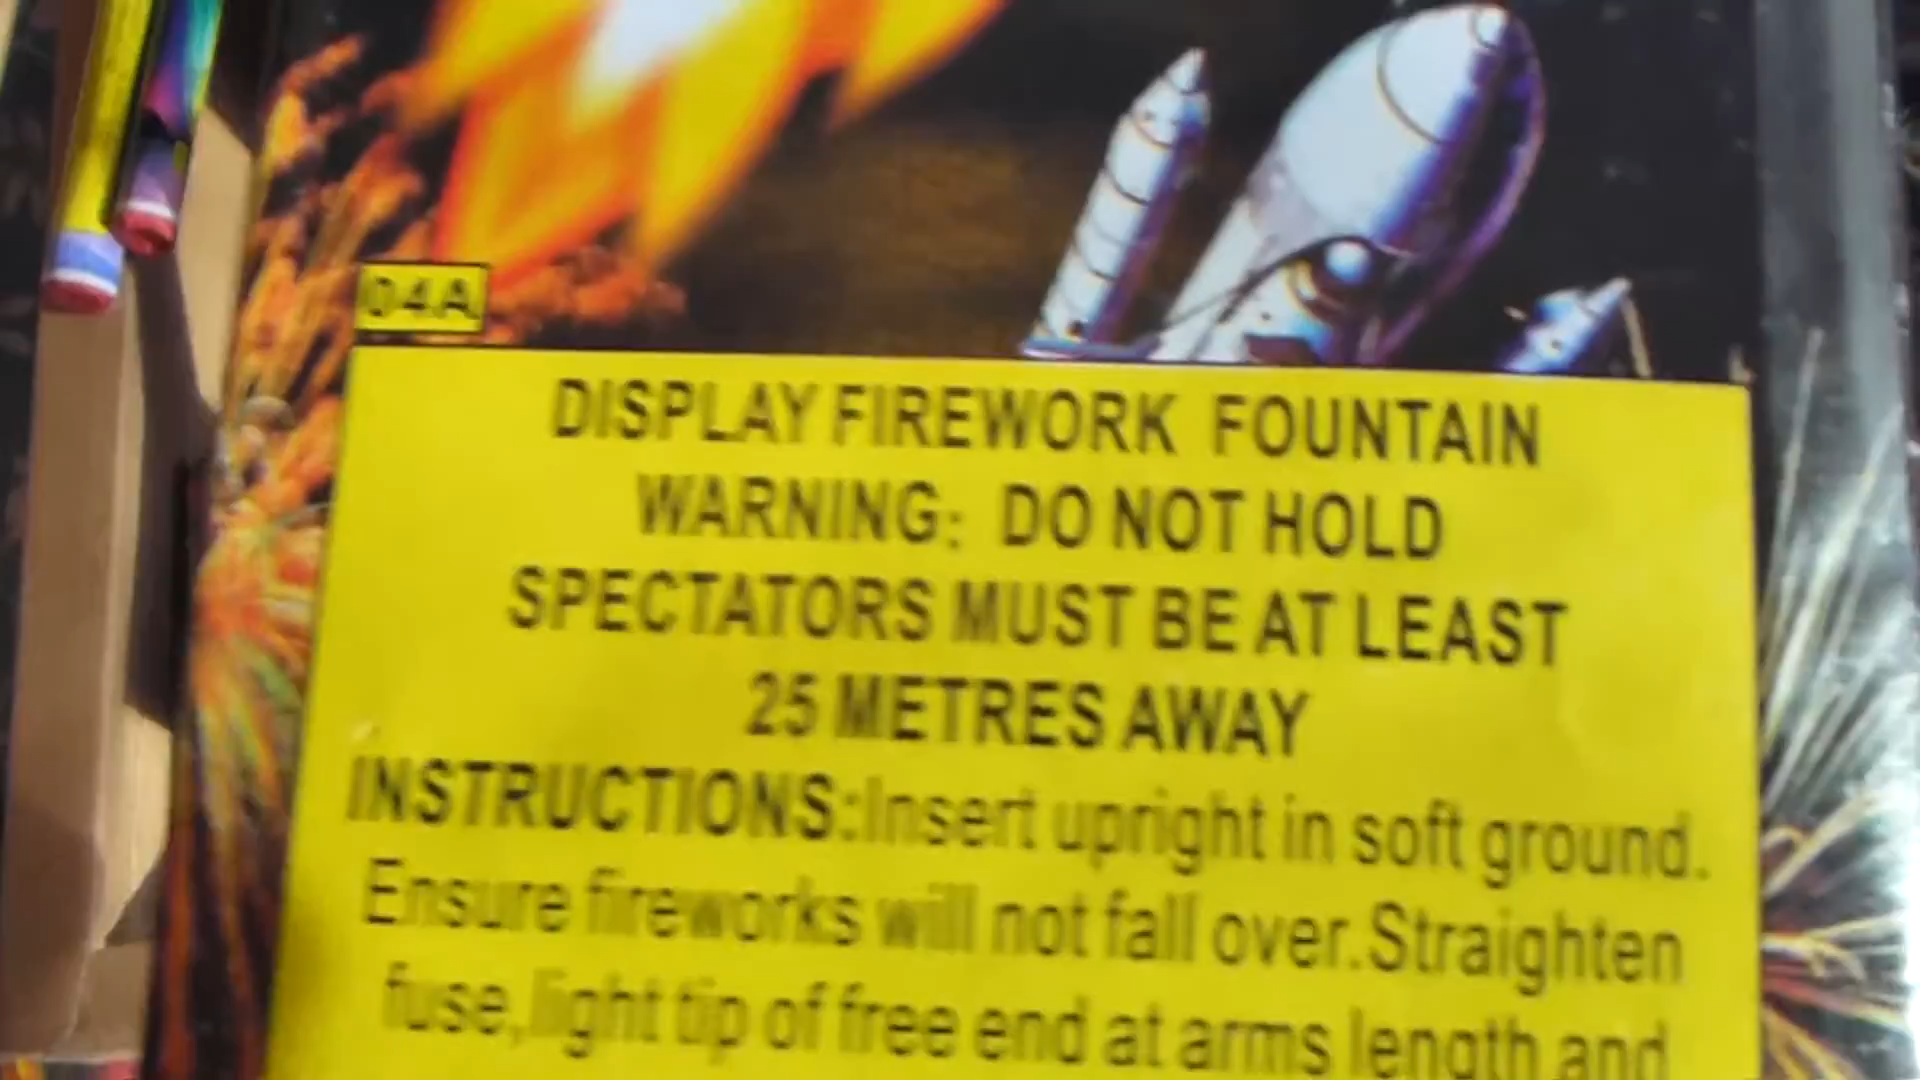 04A
DISPLAY FIREWORK FOUNTAIN
WARNING: DO NOT HOLD
SPECTATORS MUST BE AT LEAST
25 METRES AWAY
INSTRUCTIONS:Insert upright in soft ground.
Ensure fireworks will not fall over.Straighten
fuse,light tip of free end at arms length and